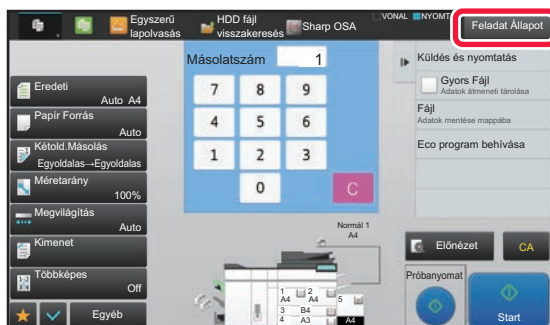 Egyszerű
lapolvasás
HDD fájl
visszakeresés
Sharp OSA
VONAL
NYOMT
Feladat Állapot
Másolatszám 1
Küldés és nyomtatás
Gyors Fájl
Adatok átmeneti tárolása
Fájl
Adatok mentése mappába
Eco program behívása
Eredeti
Auto A4
Papír Forrás
Auto
Kétold.Másolás
Egyoldalas→Egyoldalas
Méretarány
100%
Megvilágítás
Auto
Kimenet
Többképes
Off
Egyéb
7 8 9
4 5 6
1 2 3
0 C
Normál 1
A4
1 A4
2 A4
3 B4
4 A3
5 A4
Előnézet
CA
Próbanyomat
Start